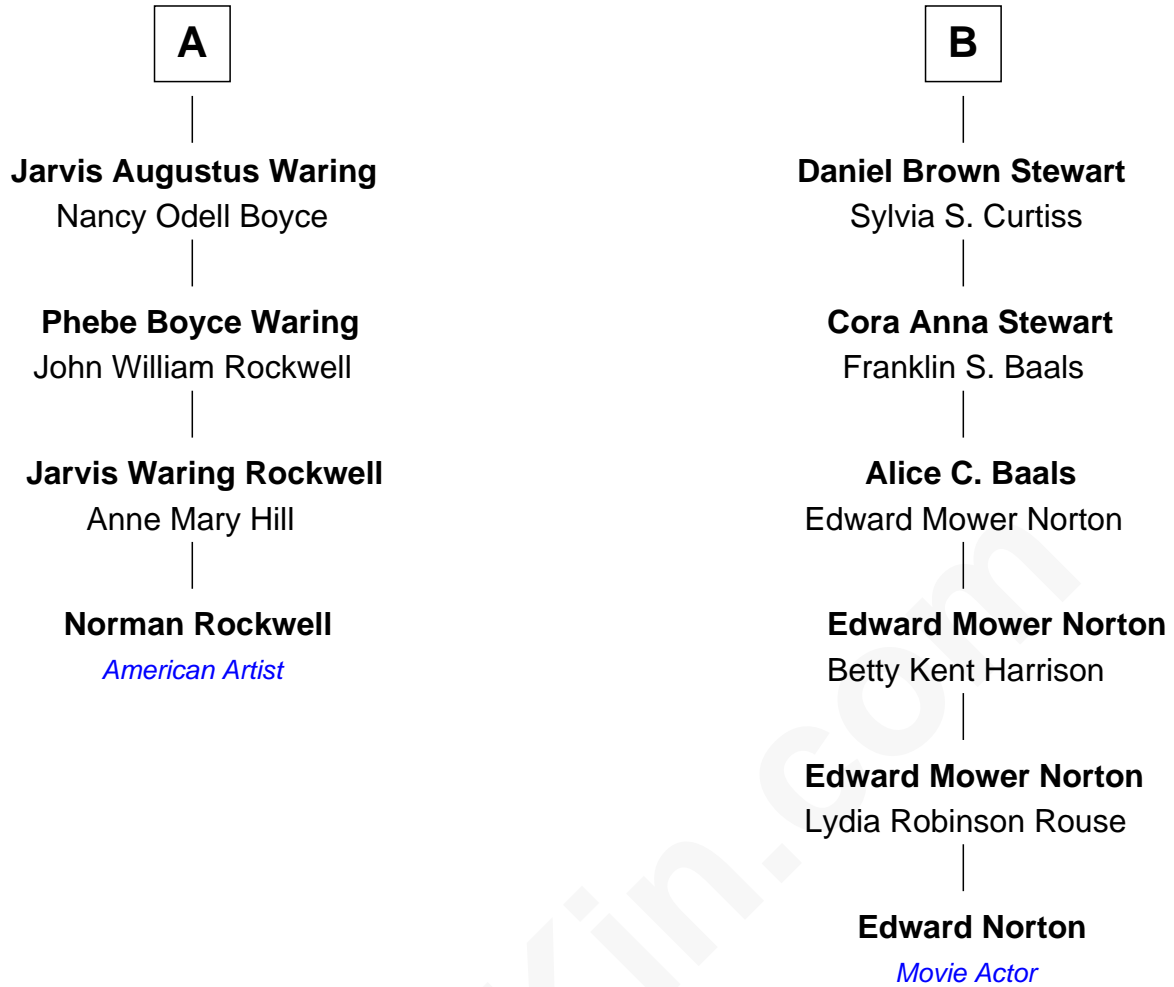 A
Jarvis Augustus Waring
Nancy Odell Boyce
Phebe Boyce Waring
John William Rockwell
Jarvis Waring Rockwell
Anne Mary Hill
Norman Rockwell
American Artist
B
Daniel Brown Stewart
Sylvia S. Curtiss
Cora Anna Stewart
Franklin S. Baals
Alice C. Baals
Edward Mower Norton
Edward Mower Norton
Betty Kent Harrison
Edward Mower Norton
Lydia Robinson Rouse
Edward Norton
Movie Actor